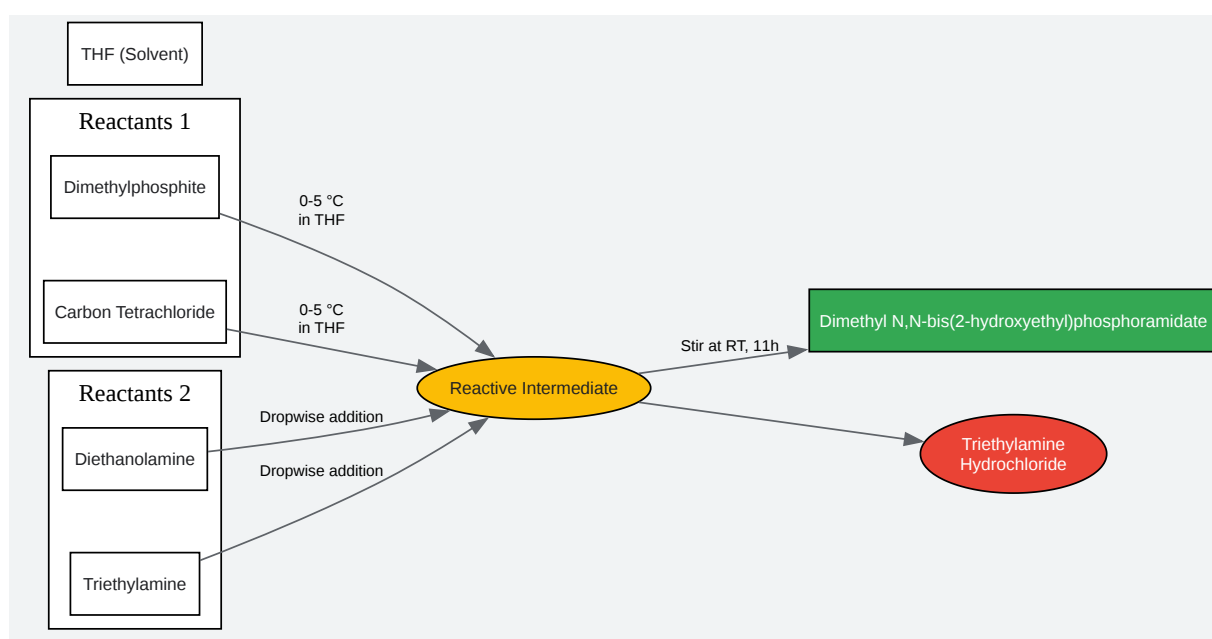 THF (Solvent)
Reactants 1
Dimethylphosphite
Carbon Tetrachloride
0-5 °C
in THF
0-5 °C
in THF
Reactants 2
Diethanolamine
Triethylamine
Dropwise addition
Dropwise addition
Reactive Intermediate
Stir at RT, 11h
Dimethyl N,N-bis(2-hydroxyethyl)phosphoramidate
Triethylamine
Hydrochloride